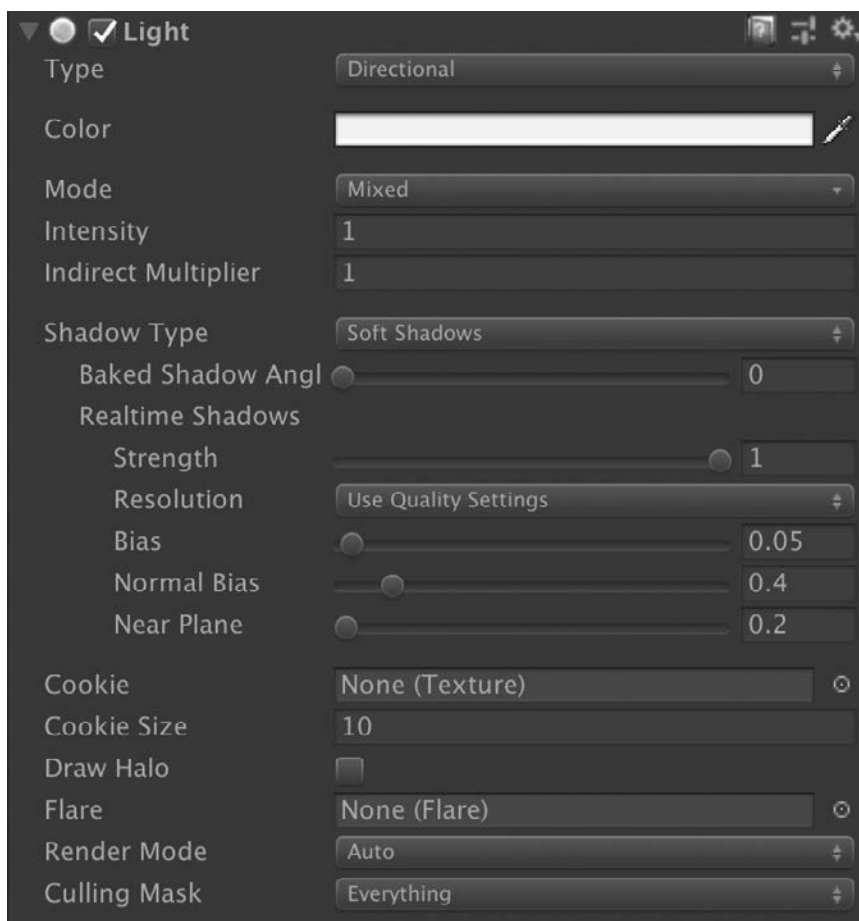 Light
Type Directional
Color
Mode Mixed
Intensity 1
Indirect Multiplier 1
Shadow Type Soft Shadows
Baked Shadow Angl 0
Realtime Shadows
Strength 1
Resolution Use Quality Settings
Bias 0.05
Normal Bias 0.4
Near Plane 0.2
Cookie None (Texture)
Cookie Size 10
Draw Halo
Flare None (Flare)
Render Mode Auto
Culling Mask Everything